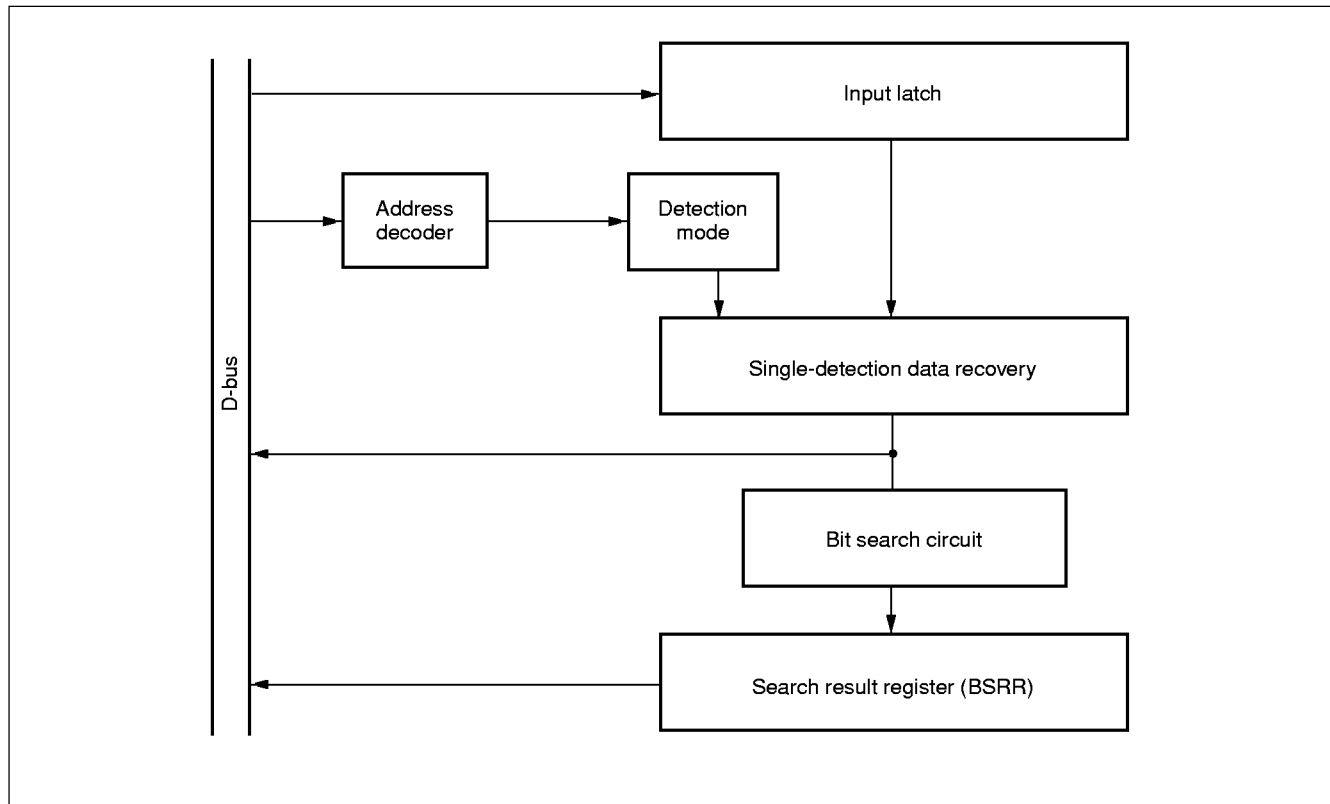 Input latch
Address
decoder
Detection
mode
D-bus
Single-detection data recovery
Bit search circuit
Search result register (BSRR)